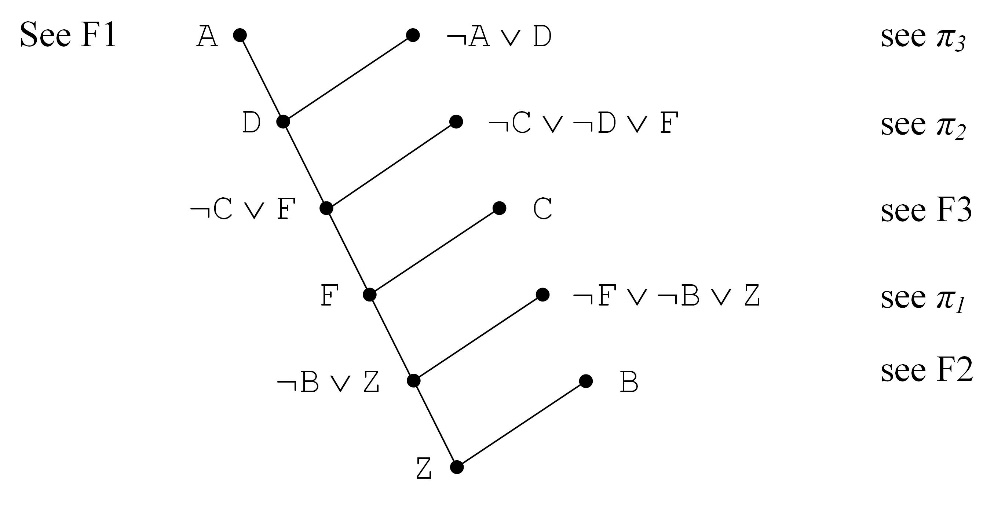 See F1 A ¬A ∨ D see π3
D ¬C ∨ ¬D ∨ F see π2
¬C ∨ F C see F3
F ¬F ∨ ¬B ∨ Z see π1
¬B ∨ Z B see F2
Z